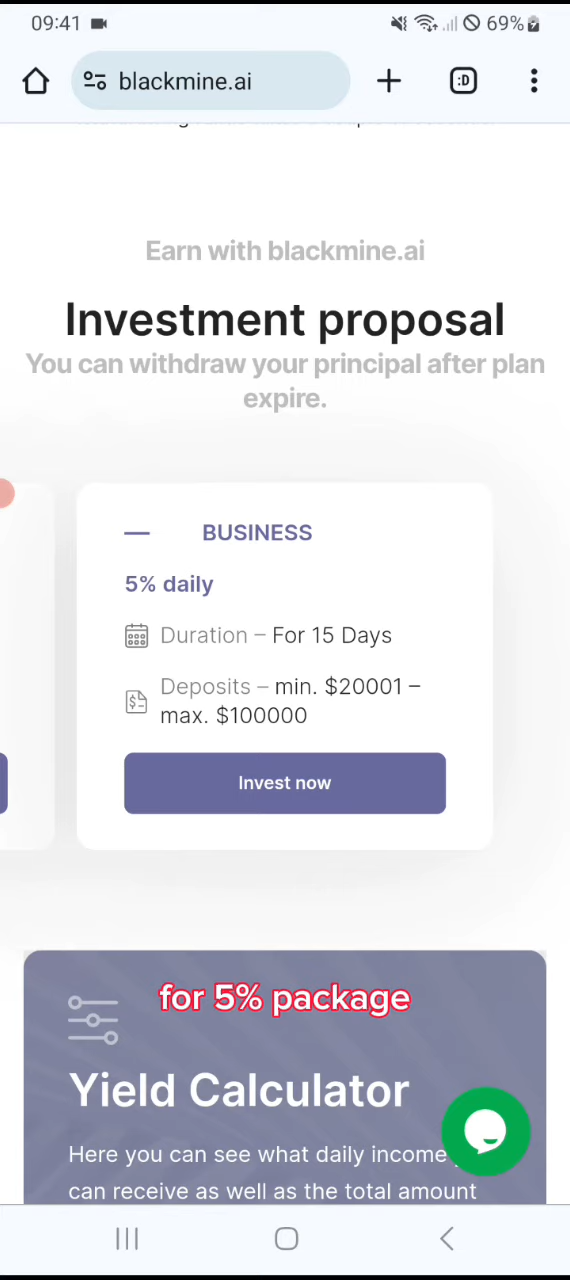 09:41
69%
blackmine.ai
:D
Earn with blackmine.ai
Investment proposal
You can withdraw your principal after plan
expire.
BUSINESS
5% daily
Duration – For 15 Days
Deposits – min. $20001 –
max. $100000
Invest now
for 5% package
Yield Calculator
Here you can see what daily income
can receive as well as the total amount